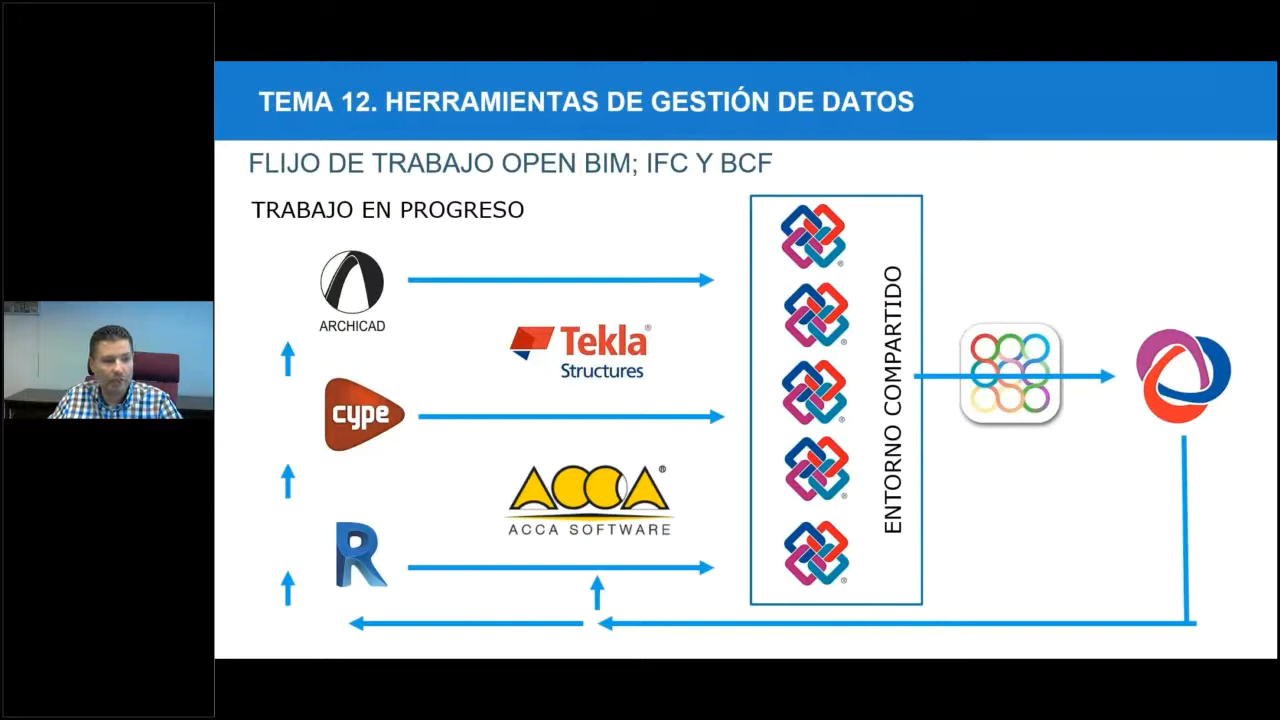 TEMA 12. HERRAMIENTAS DE GESTIÓN DE DATOS
FLIJO DE TRABAJO OPEN BIM; IFC Y BCF
TRABAJO EN PROGRESO
ARCHICAD
Tekla®
Structures
cype
ACCA®
ACCA SOFTWARE
R
ENTORNO COMPARTIDO
®
®
®
®
®